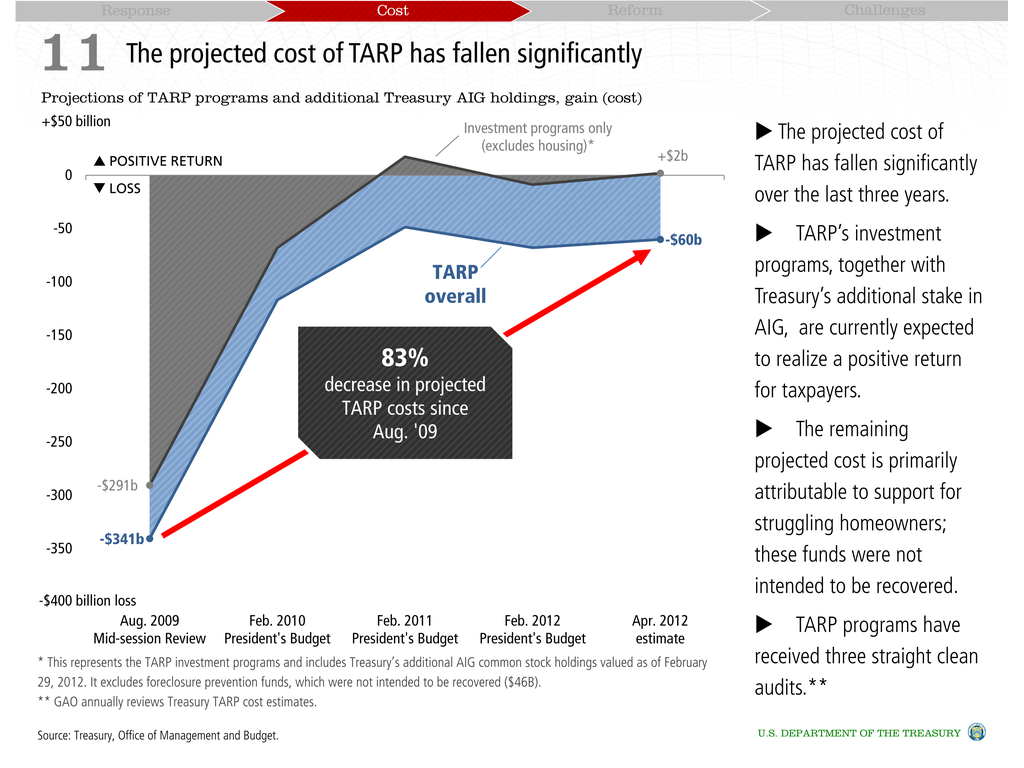 Response
Cost
Reform
Challenges
11 The projected cost of TARP has fallen significantly
Projections of TARP programs and additional Treasury AIG holdings, gain (cost)
+$50 billion
Investment programs only
(excludes housing)*
+$2b
▲ POSITIVE RETURN
0
▼ LOSS
-50
-$60b
-100
TARP
overall
-150
83%
decrease in projected
TARP costs since
Aug. '09
-200
-250
-$291b
-300
-$341b
-350
-$400 billion loss
Aug. 2009
Mid-session Review
Feb. 2010
President's Budget
Feb. 2011
President's Budget
Feb. 2012
President's Budget
Apr. 2012
estimate
* This represents the TARP investment programs and includes Treasury's additional AIG common stock holdings valued as of February
29, 2012. It excludes foreclosure prevention funds, which were not intended to be recovered ($46B).
** GAO annually reviews Treasury TARP cost estimates.
Source: Treasury, Office of Management and Budget.
▶ The projected cost of
TARP has fallen significantly
over the last three years.
▶ TARP's investment
programs, together with
Treasury's additional stake in
AIG, are currently expected
to realize a positive return
for taxpayers.
▶ The remaining
projected cost is primarily
attributable to support for
struggling homeowners;
these funds were not
intended to be recovered.
▶ TARP programs have
received three straight clean
audits.**
U.S. DEPARTMENT OF THE TREASURY